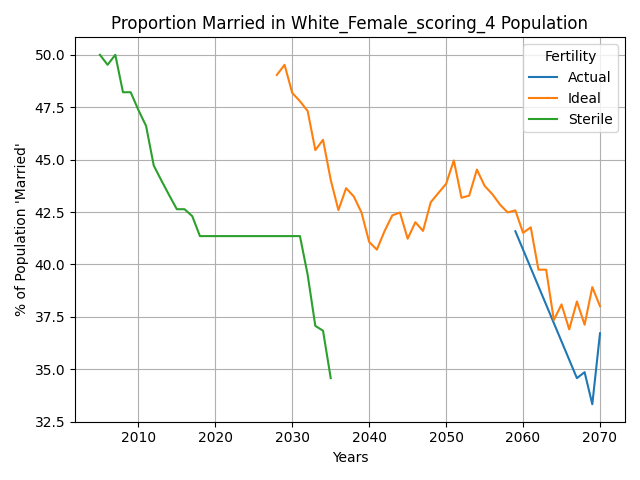 Proportion Married in White_Female_scoring_4 Population
% of Population 'Married'
50.0
47.5
45.0
42.5
40.0
37.5
35.0
32.5
Fertility
Actual
Ideal
Sterile
2010 2020 2030 2040 2050 2060 2070
Years